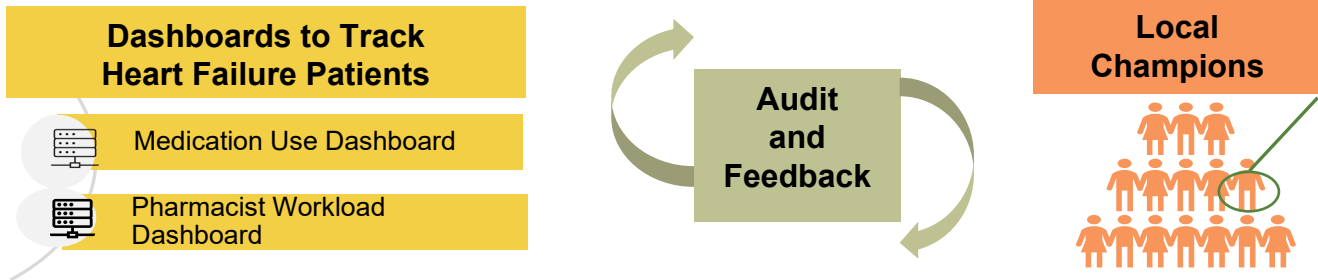 Dashboards to Track
Heart Failure Patients
Medication Use Dashboard
Pharmacist Workload
Dashboard
Audit
and
Feedback
Local
Champions